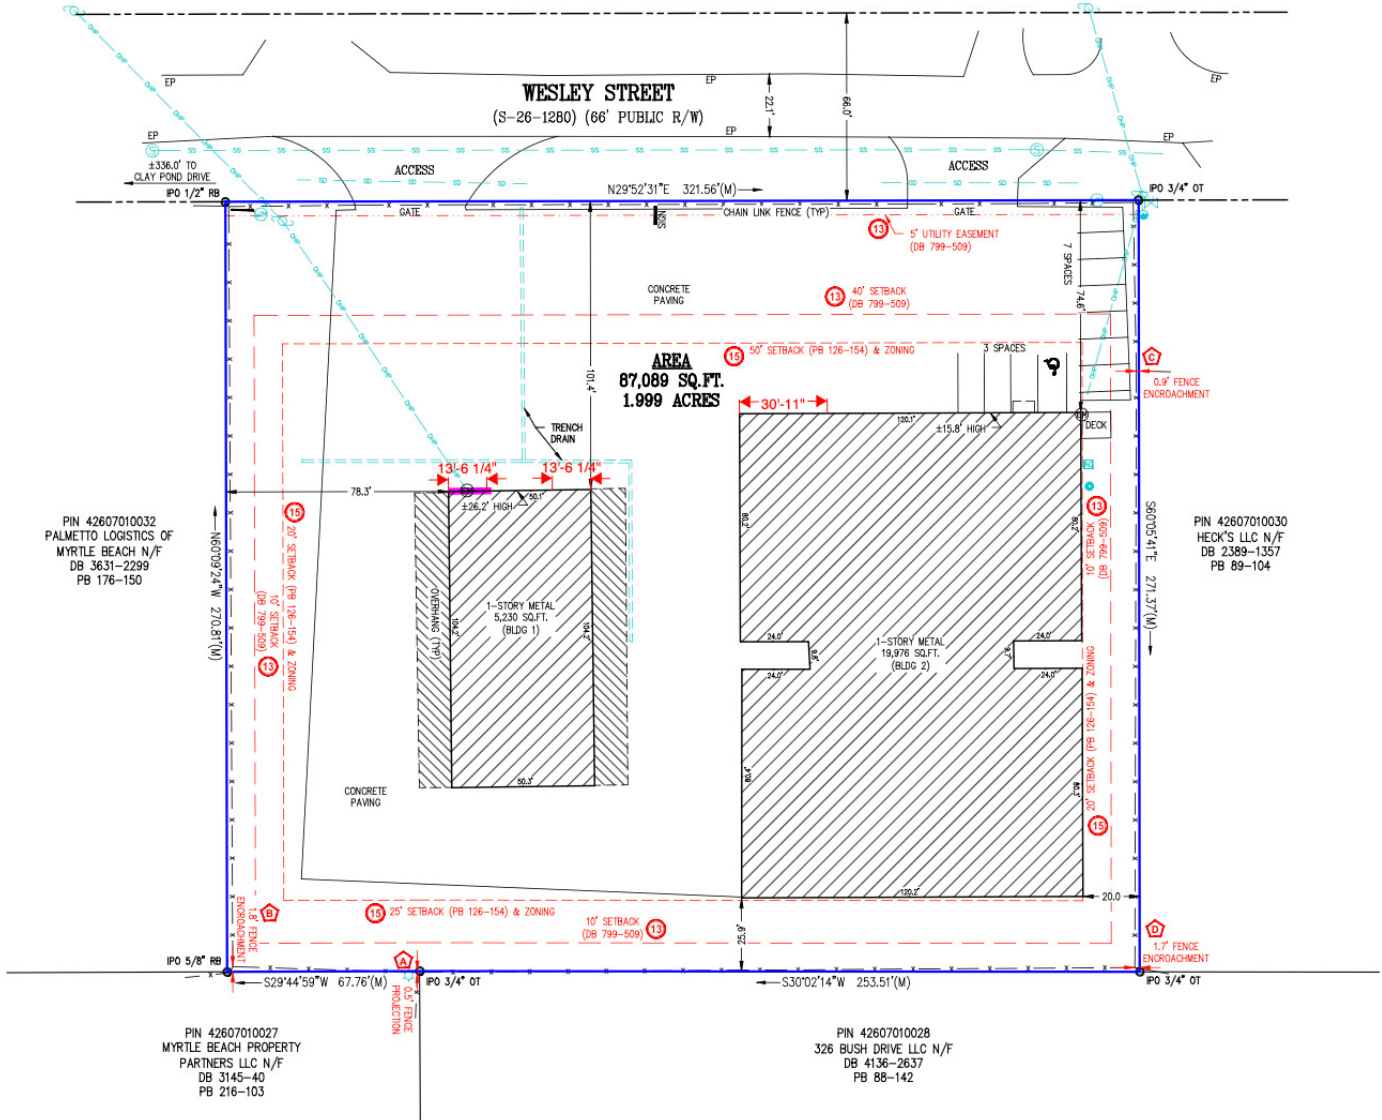 EP
EP
EP
WESLEY STREET
(S-26-1280) (66' PUBLIC R/W)
22.1'
66.0'
EP
EP
EP
±336.0' TO
CLAY POND DRIVE
ACCESS
ACCESS
IPO 1/2" RB
N29°52'31"E 321.56'(M)
IPO 3/4" OT
GATE
SIGN
CHAIN LINK FENCE (TYP)
GATE
13
5' UTILITY EASEMENT
(DB 799-509)
7 SPACES
74.6'
CONCRETE
PAVING
13
40' SETBACK
(DB 799-509)
15
50' SETBACK (PB 126-154) & ZONING
3 SPACES
C
0.9' FENCE
ENCROACHMENT
AREA
87,089 SQ.FT.
1.999 ACRES
101.4'
30'-11"
120.1'
±15.8' HIGH
DECK
TRENCH
DRAIN
13'-6 1/4"
13'-6 1/4"
78.3'
50.1'
±26.2' HIGH
PIN 42607010032
PALMETTO LOGISTICS OF
MYRTLE BEACH N/F
DB 3631-2299
PB 176-150
N60°09'24"W 270.81'(M)
15
20' SETBACK (PB 126-154) & ZONING
10' SETBACK
(DB 799-509)
13
OVERHANG (TYP)
104.2'
1-STORY METAL
5,230 SQ.FT.
(BLDG 1)
104.2'
80.2'
80.2'
13
10' SETBACK
(DB 799-509)
S60°05'41"E 271.37'(M)
PIN 42607010030
HECK'S LLC N/F
DB 2389-1357
PB 89-104
24.0'
9.8'
24.0'
1-STORY METAL
19,976 SQ.FT.
(BLDG 2)
24.0'
9.7'
24.0'
20' SETBACK (PB 126-154) & ZONING
15
80.4'
80.3'
50.3'
CONCRETE
PAVING
120.2'
20.0
B
1.8' FENCE
ENCROACHMENT
15
25' SETBACK (PB 126-154) & ZONING
10' SETBACK
(DB 799-509)
13
25.9'
D
1.7' FENCE
ENCROACHMENT
IPO 5/8" RB
A
S29°44'59"W 67.76'(M)
0.5' FENCE
PROJECTION
IPO 3/4" OT
S30°02'14"W 253.51'(M)
IPO 3/4" OT
PIN 42607010027
MYRTLE BEACH PROPERTY
PARTNERS LLC N/F
DB 3145-40
PB 216-103
PIN 42607010028
326 BUSH DRIVE LLC N/F
DB 4136-2637
PB 88-142